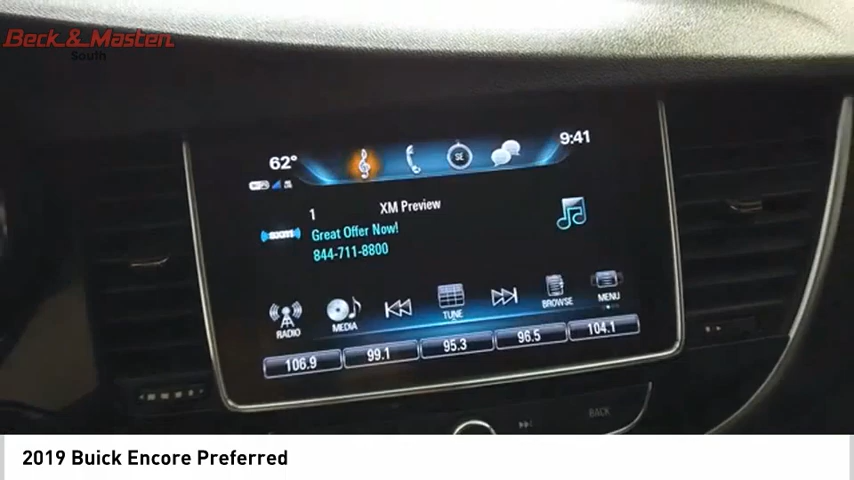 Beck & Masten
South
62°
SE
9:41
1
XM Preview
Great Offer Now!
844-711-8800
RADIO
MEDIA
TUNE
BROWSE
MENU
106.9
99.1
95.3
96.5
104.1
BACK
2019 Buick Encore Preferred